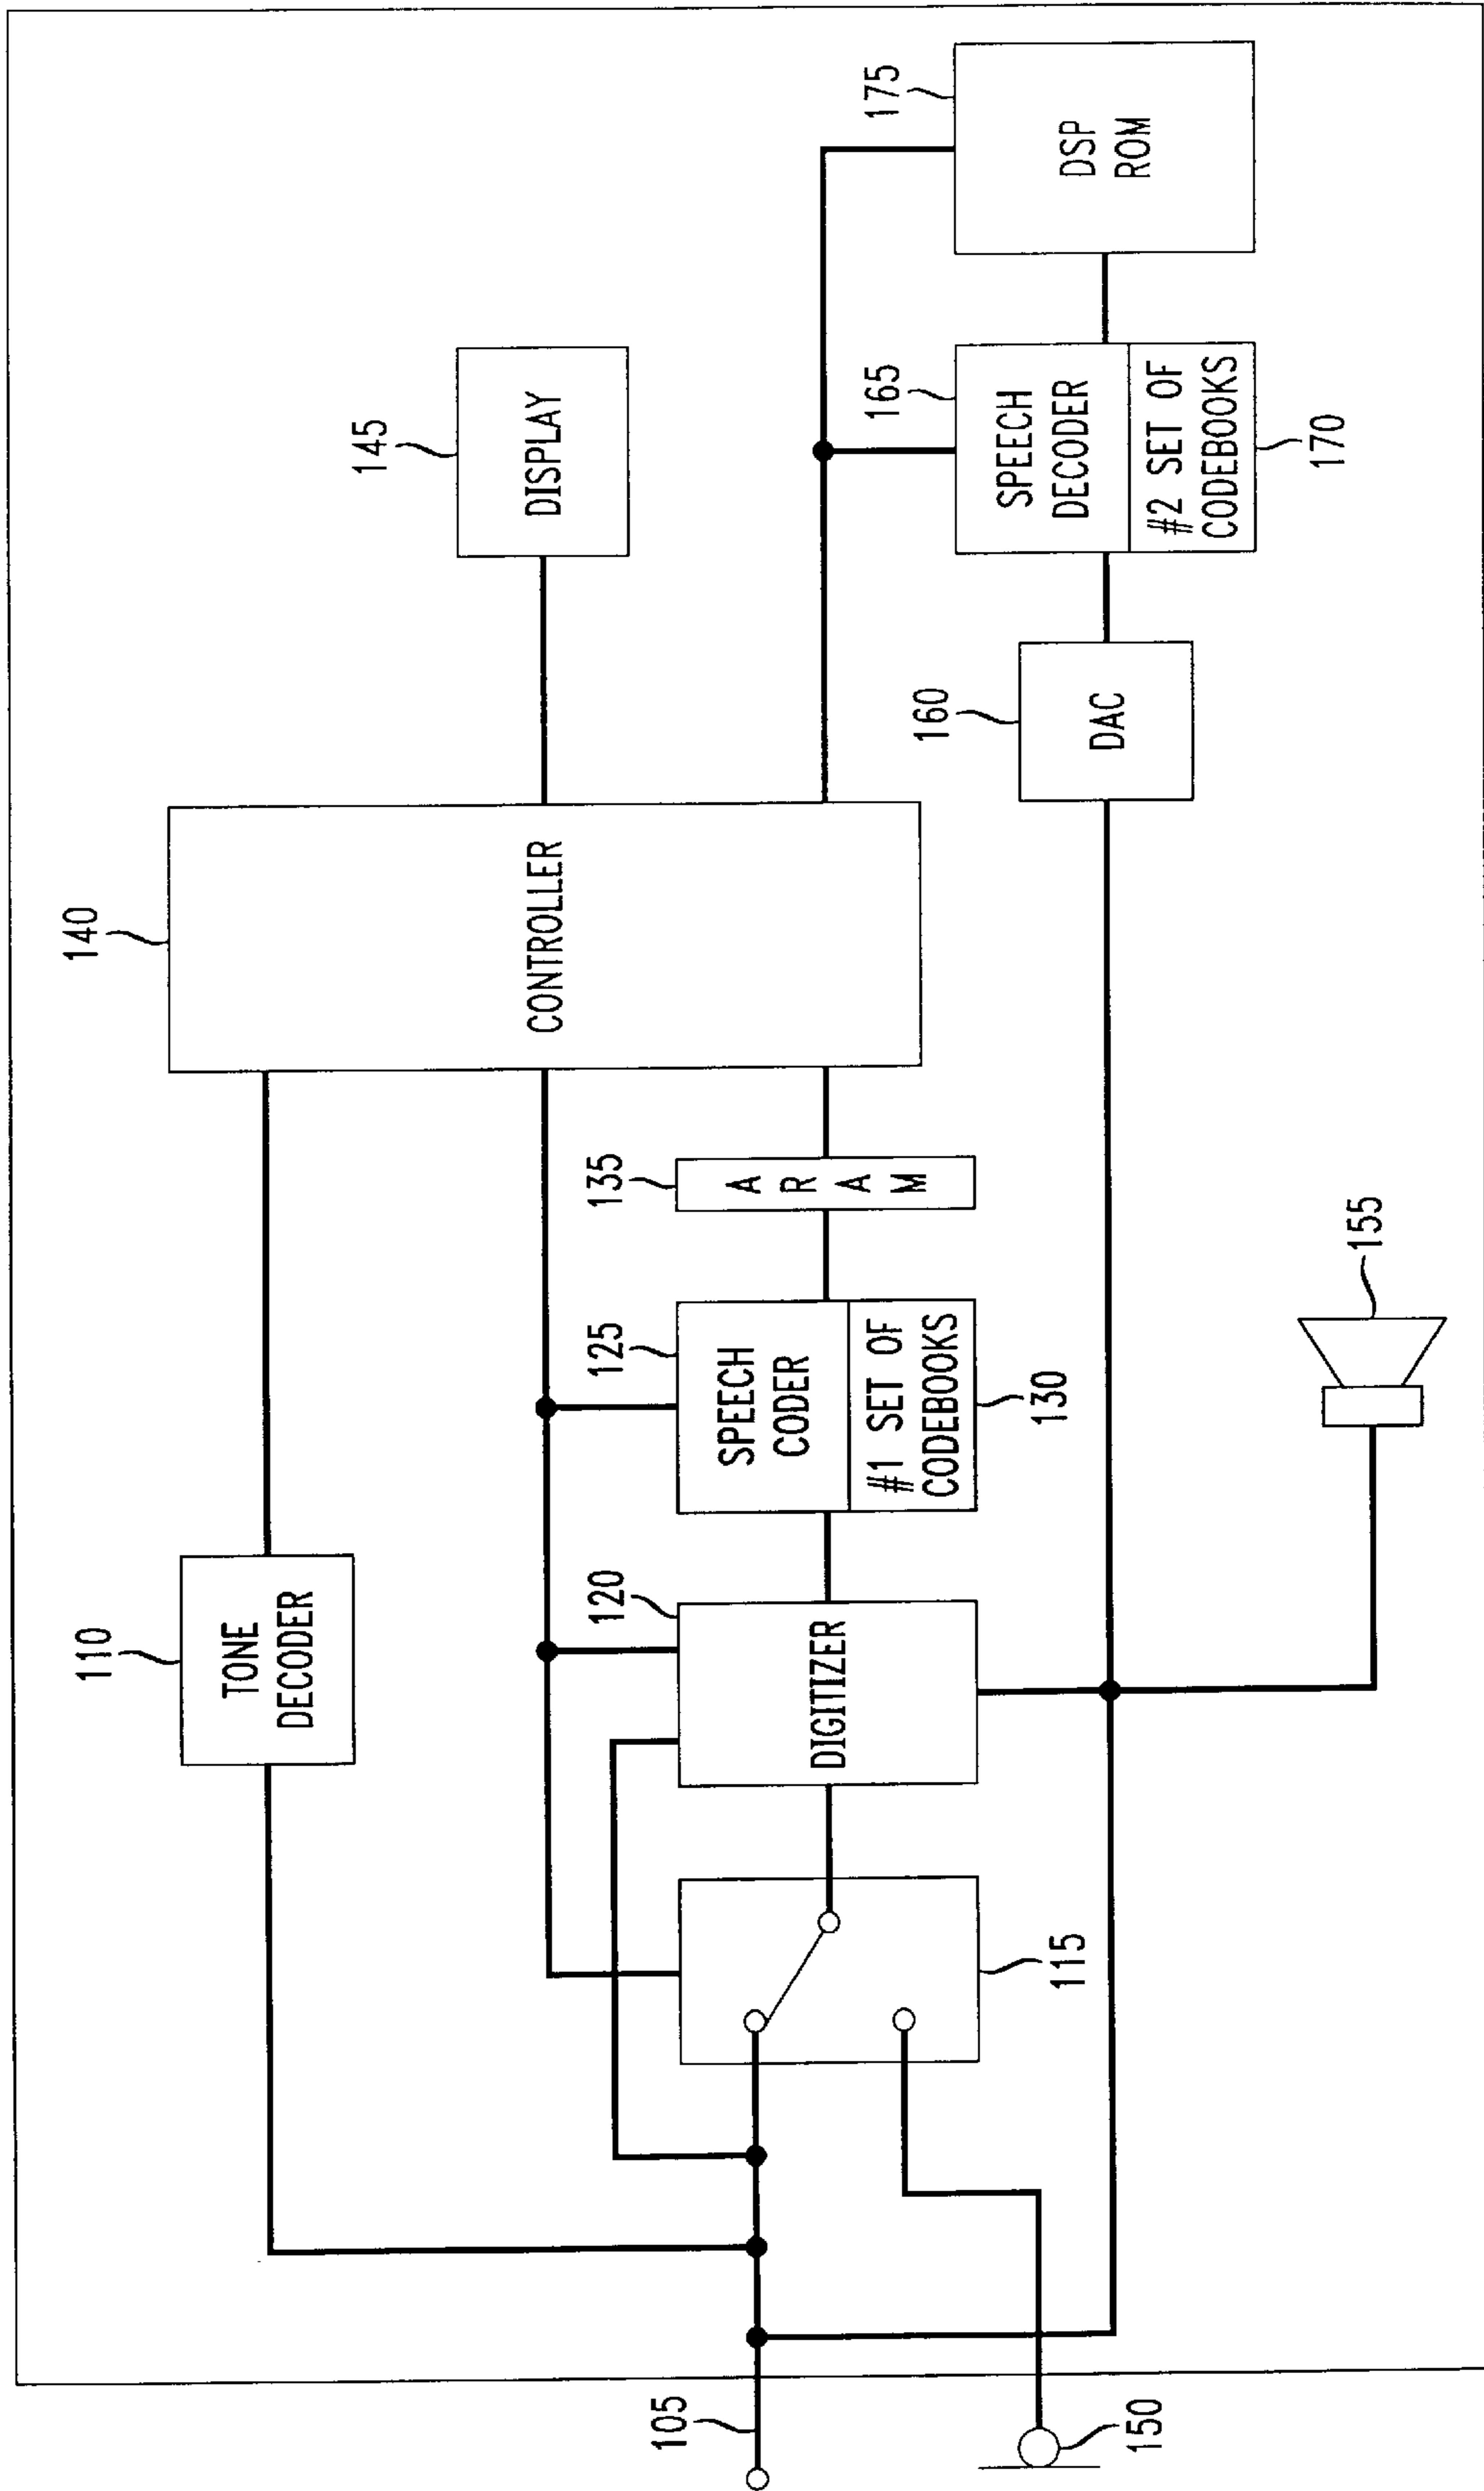 140
145
110
TONE
DECODER
CONTROLLER
DISPLAY
120
125
135
DIGITIZER
SPEECH
CODER
#1 SET OF
CODEBOOKS
130
A
R
A
M
115
105
150
155
160
DAC
165
SPEECH
DECODER
#2 SET OF
CODEBOOKS
170
175
DSP
ROM